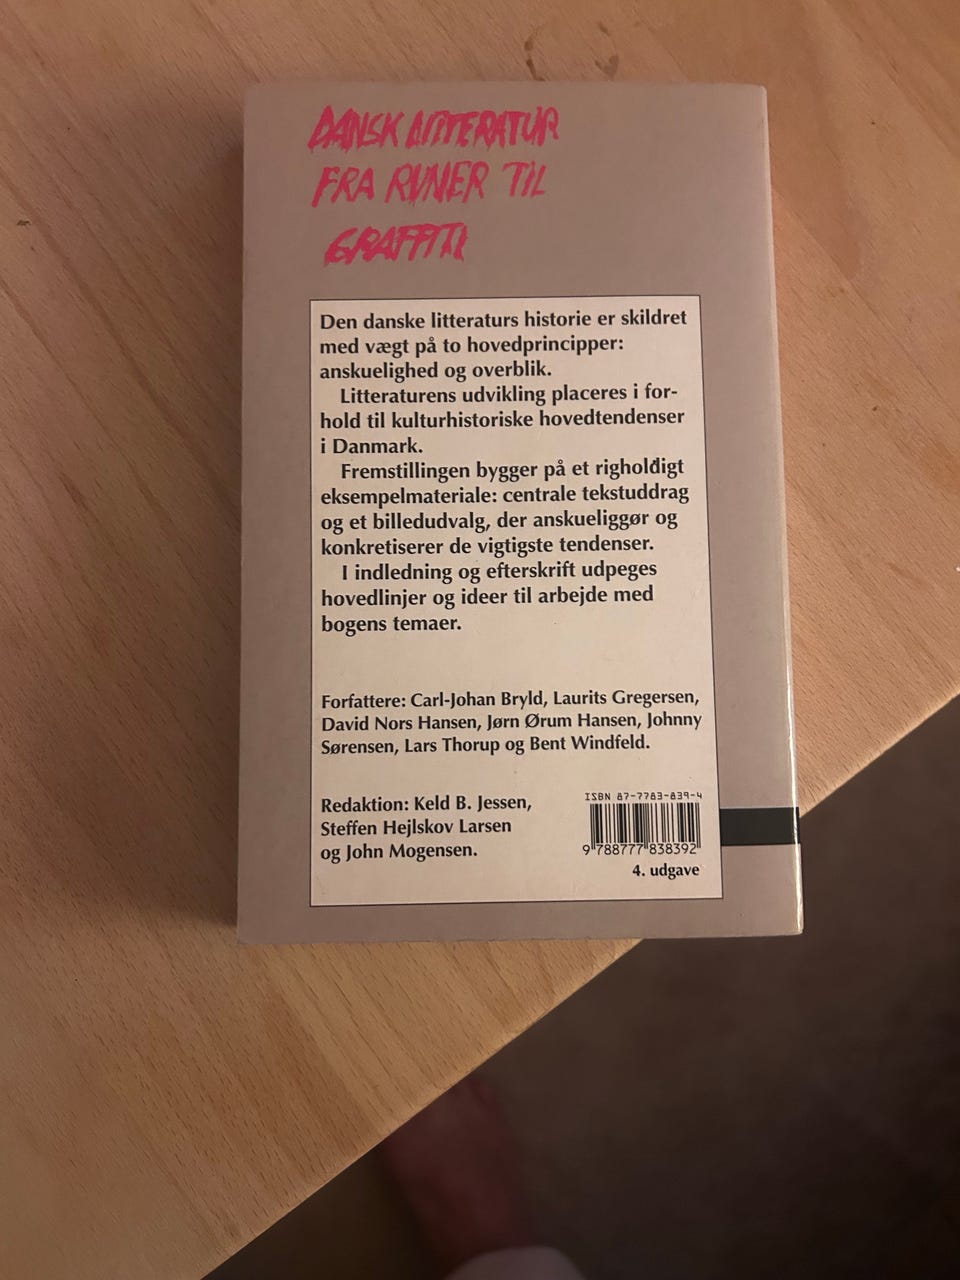 DANSK LITTERATUR
FRA RUNER TIL
GRAFFITI
Den danske litteraturs historie er skildret
med vægt på to hovedprincipper:
anskuelighed og overblik.
Litteraturens udvikling placeres i for-
hold til kulturhistoriske hovedtendenser
i Danmark.
Fremstillingen bygger på et righoldigt
eksempelmateriale: centrale tekstuddrag
og et billedudvalg, der anskueliggør og
konkretiserer de vigtigste tendenser.
I indledning og efterskrift udpeges
hovedlinjer og ideer til arbejde med
bogens temaer.
Forfattere: Carl-Johan Bryld, Laurits Gregersen,
David Nors Hansen, Jørn Ørum Hansen, Johnny
Sørensen, Lars Thorup og Bent Windfeld.
Redaktion: Keld B. Jessen,
Steffen Hejlskov Larsen
og John Mogensen.
ISBN 87-7783-839-4
9 788777 838392
4. udgave